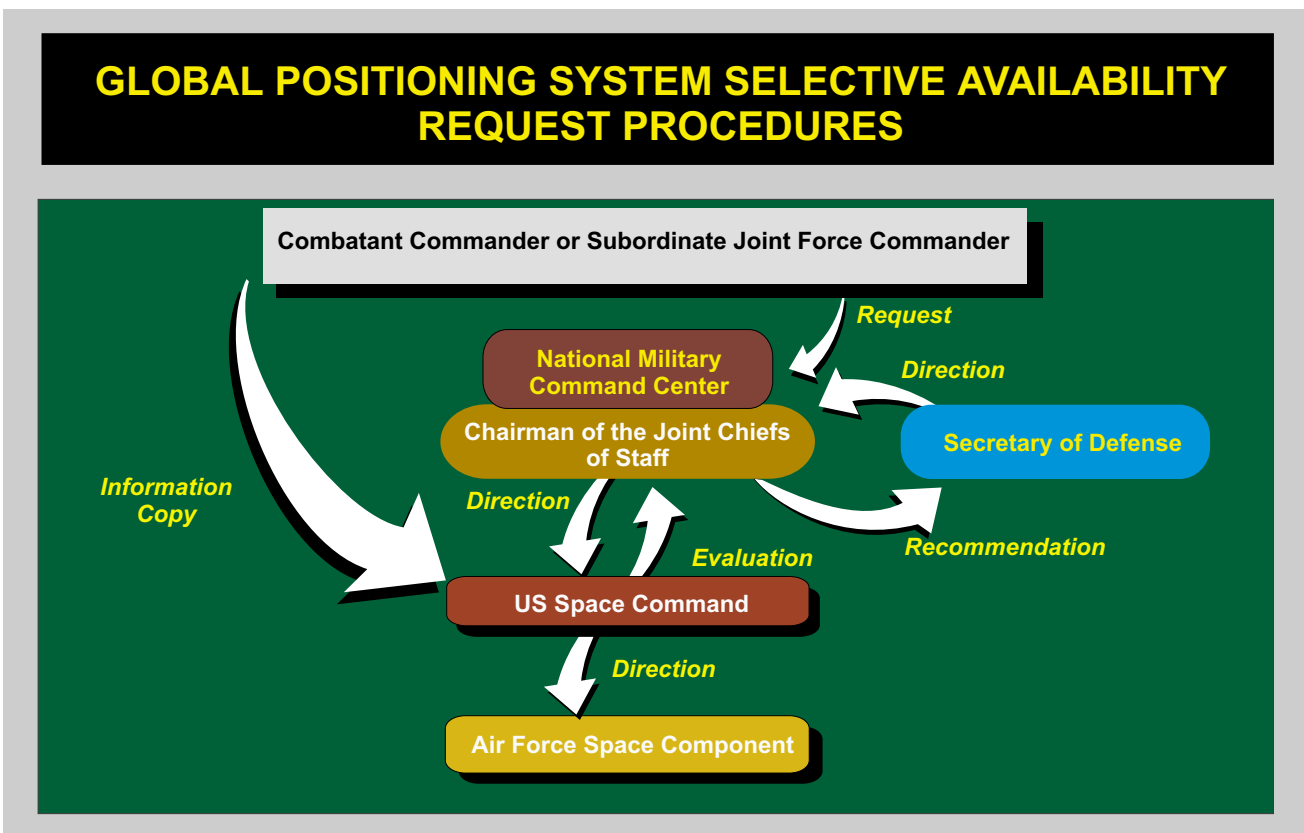 GLOBAL POSITIONING SYSTEM SELECTIVE AVAILABILITY
REQUEST PROCEDURES
Combatant Commander or Subordinate Joint Force Commander
Request
National Military
Command Center
Direction
Chairman of the Joint Chiefs
of Staff
Secretary of Defense
Information
Copy
Direction
Evaluation
Recommendation
US Space Command
Direction
Air Force Space Component